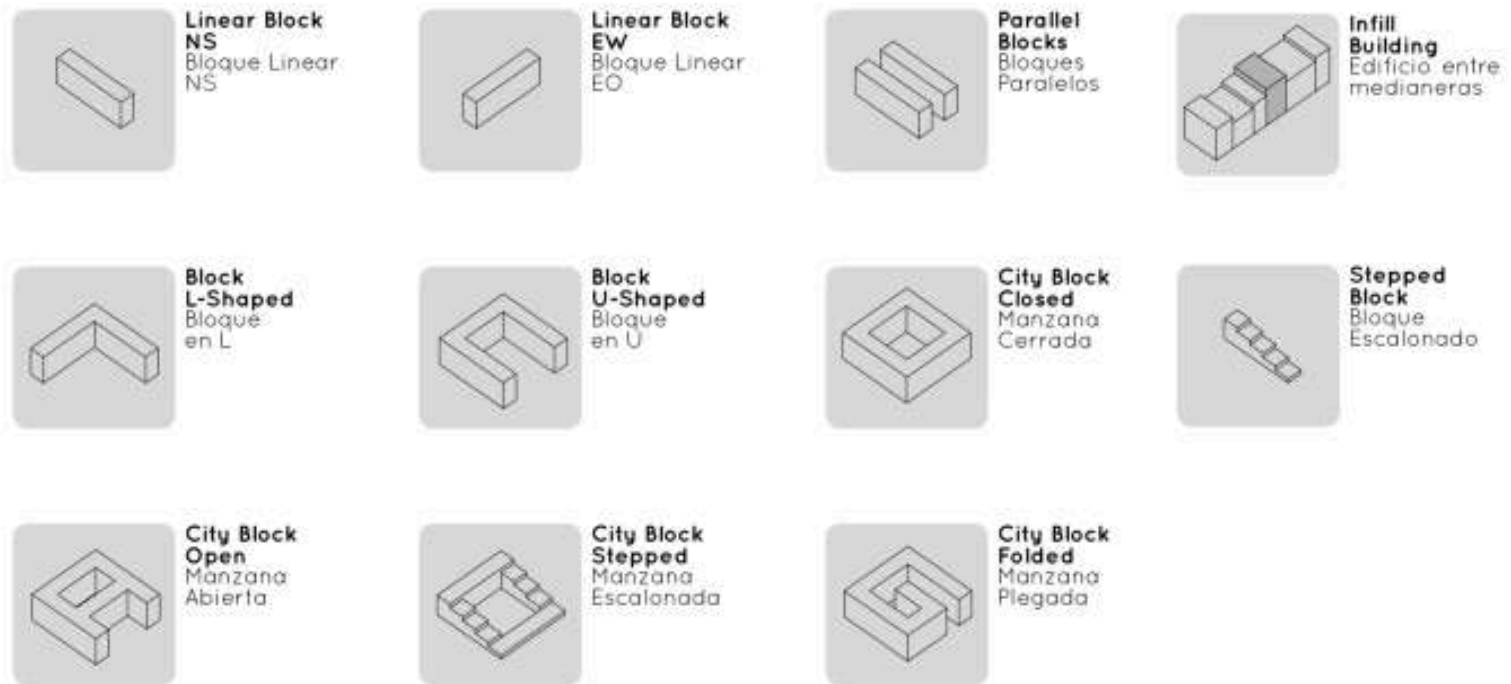 Linear Block
NS
Bloque Linear
NS
Linear Block
EW
Bloque Linear
EO
Parallel
Blocks
Bloques
Paralelos
Infill
Building
Edificio entre
medianeras
Block
L-Shaped
Bloque
en L
Block
U-Shaped
Bloque
en U
City Block
Closed
Manzana
Cerrada
Stepped
Block
Bloque
Escalonado
City Block
Open
Manzana
Abierta
City Block
Stepped
Manzana
Escalonada
City Block
Folded
Manzana
Plegada